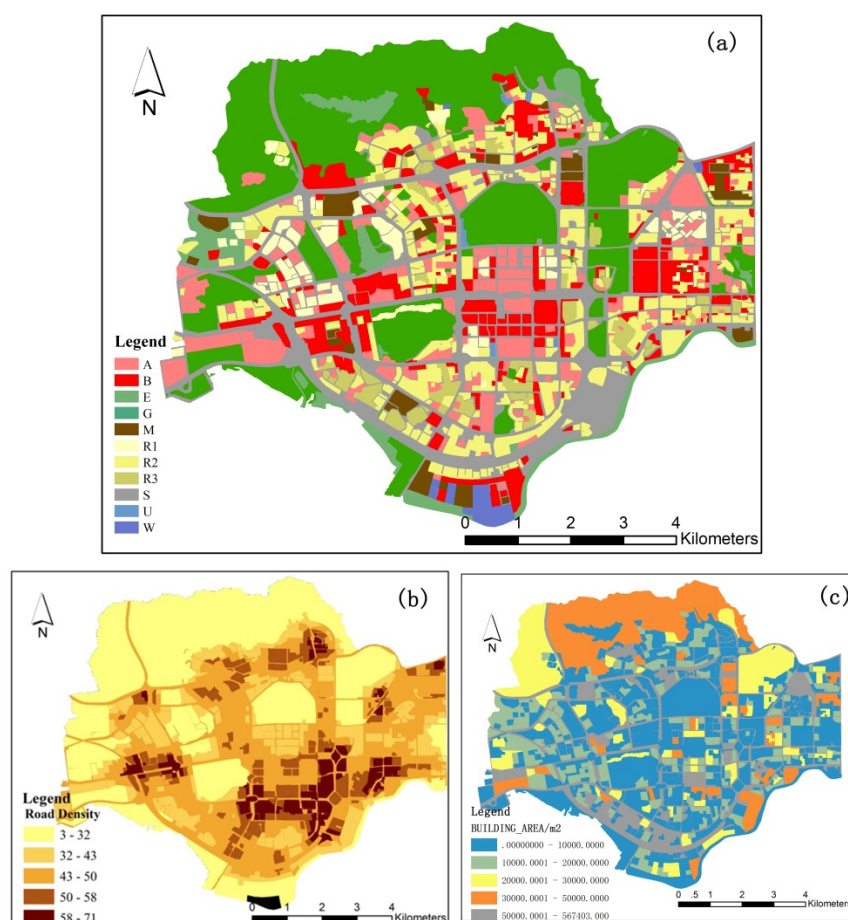 (a)
N
Legend
A
B
E
G
M
R1
R2
R3
S
U
W
0 1 2 3 4
Kilometers
(b)
N
Legend
Road Density
3 - 32
32 - 43
43 - 50
50 - 58
58 - 71
0 1 2 3 4
Kilometers
(c)
N
Legend
BUILDING_AREA/m2
.00000000 - 10000.0000
10000.0001 - 20000.0000
20000.0001 - 30000.0000
30000.0001 - 50000.0000
50000.0001 - 567403.000
0 .5 1 2 3 4
Kilometers